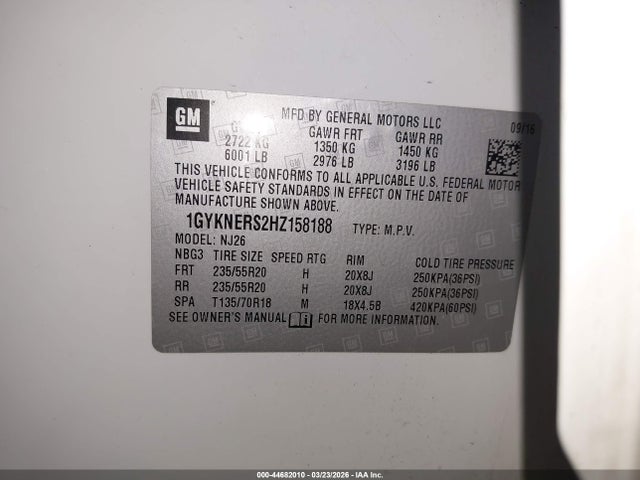 GM
MFD BY GENERAL MOTORS LLC
09/16
GAWR FRT GAWR RR
2722 KG 1350 KG 1450 KG
6001 LB 2976 LB 3196 LB
THIS VEHICLE CONFORMS TO ALL APPLICABLE U.S. FEDERAL MOTOR
VEHICLE SAFETY STANDARDS IN EFFECT ON THE DATE OF
MANUFACTURE SHOWN ABOVE.
1GYKNERS2HZ158188 TYPE: M.P.V.
MODEL: NJ26
NBG3 TIRE SIZE SPEED RTG RIM COLD TIRE PRESSURE
FRT 235/55R20 H 20X8J 250KPA(36PSI)
RR 235/55R20 H 20X8J 250KPA(36PSI)
SPA T135/70R18 M 18X4.5B 420KPA(60PSI)
SEE OWNER'S MANUAL FOR MORE INFORMATION.
000-44682010 | 03/23/2026 | IAA Inc.